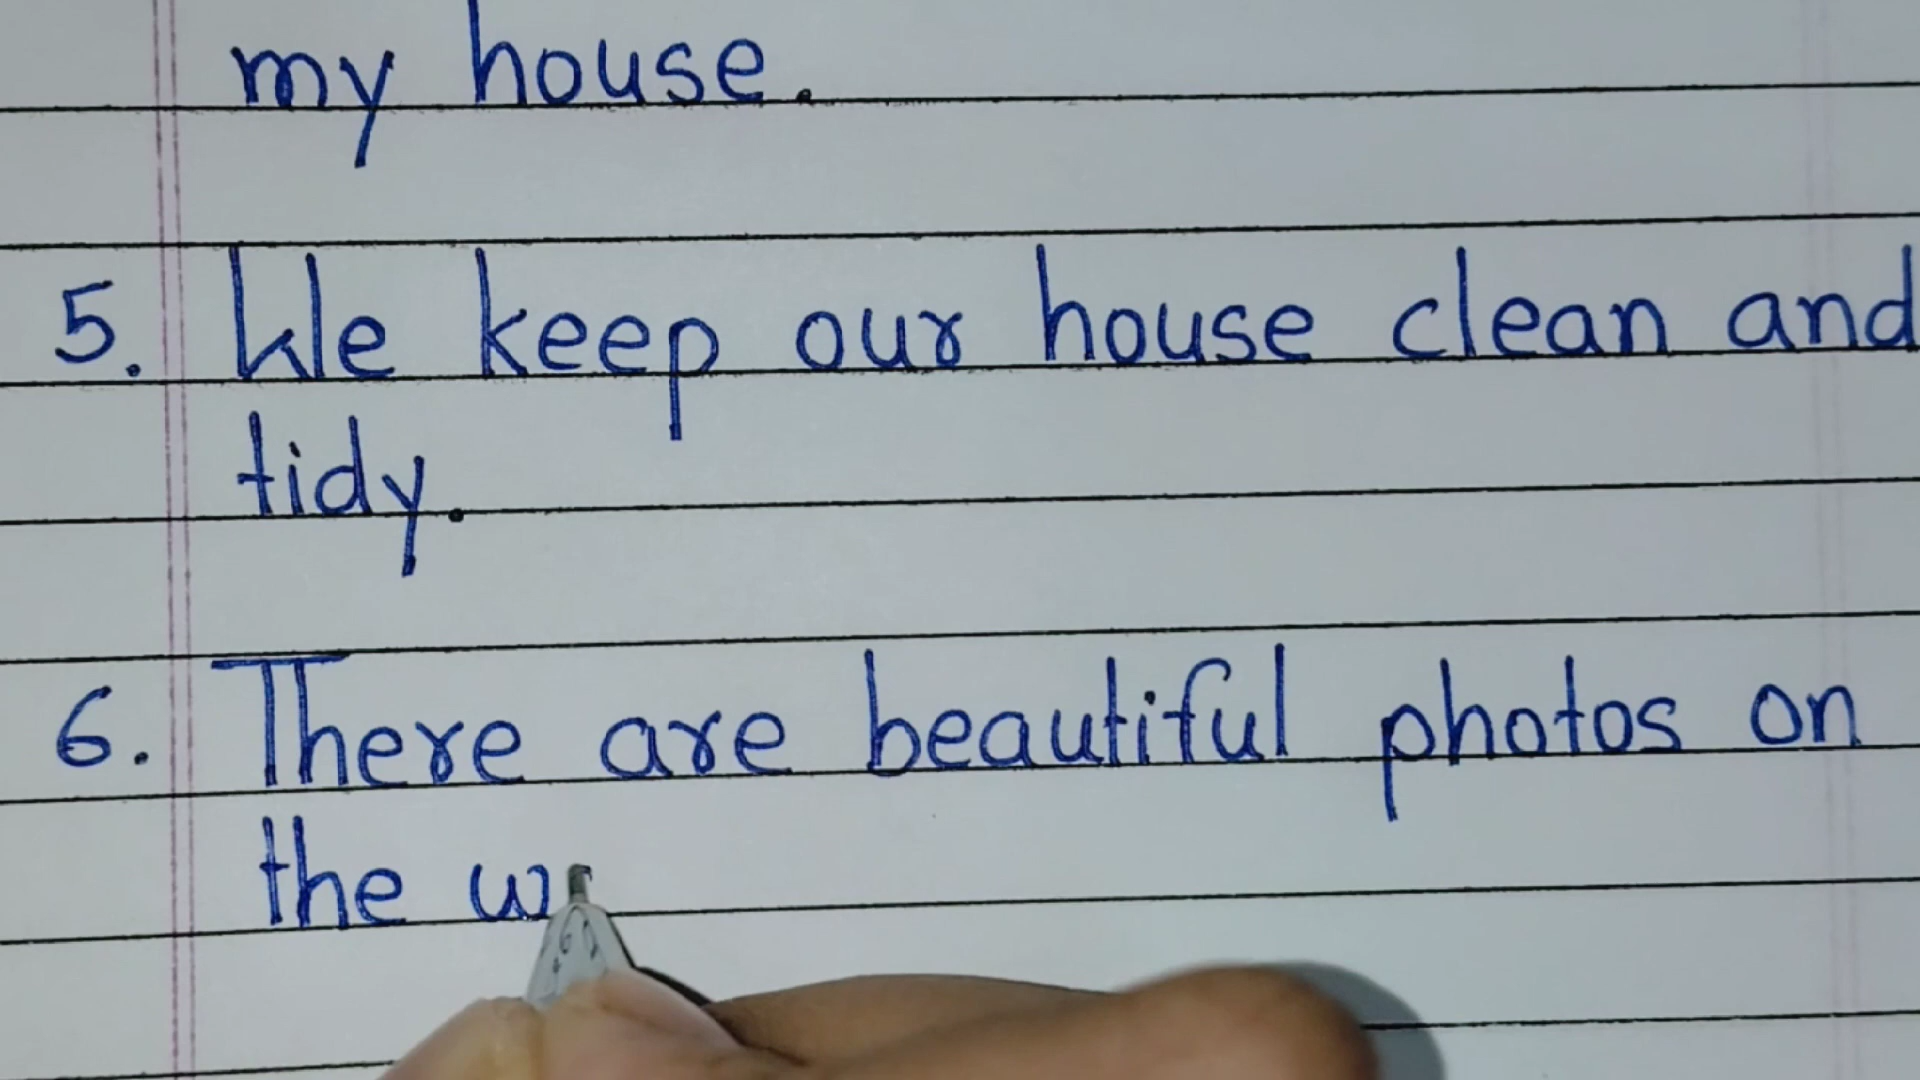 my house.
5. We keep our house clean and
tidy.
6. There are beautiful photos on
the w